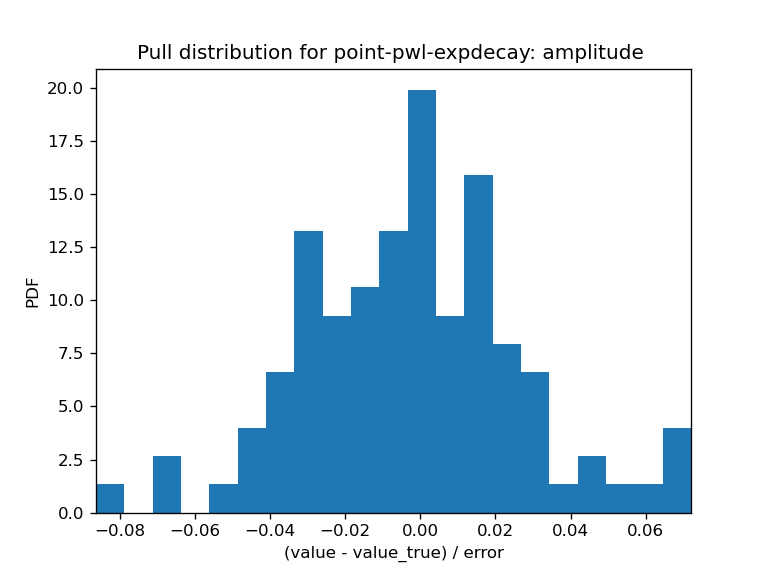 Pull distribution for point-pwl-expdecay: amplitude
20.0
17.5
15.0
12.5
10.0
7.5
5.0
2.5
0.0
PDF
−0.08 −0.06 −0.04 −0.02 0.00 0.02 0.04 0.06
(value - value_true) / error